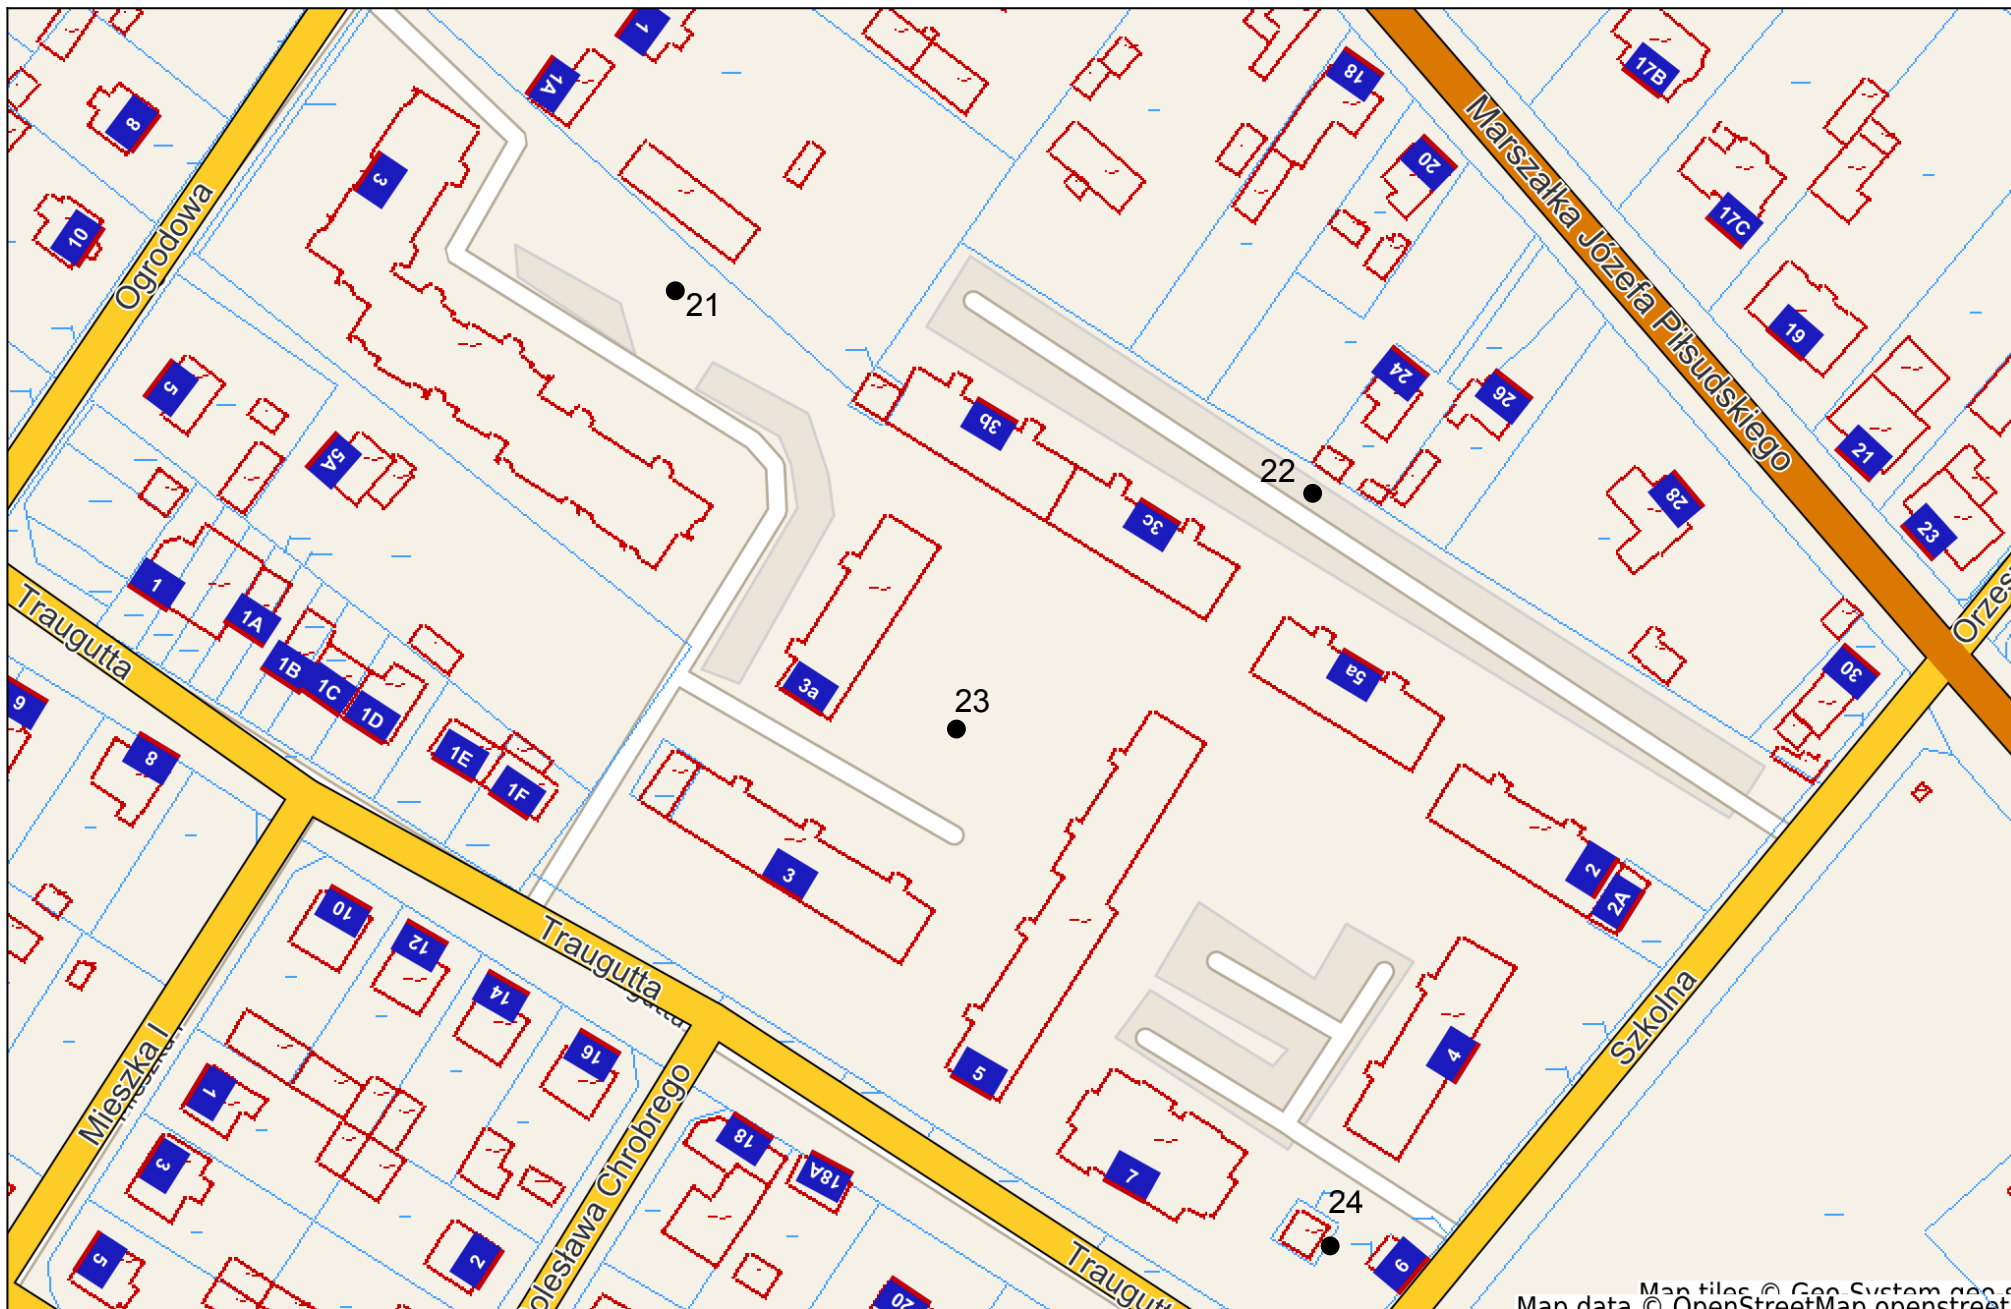 1
1A
18
17B
8
20
3
17C
10
Ogrodowa
Marszałka Józefa Piłsudskiego
21
19
24
26
5
3b
5A
22
21
28
3c
23
1
1A
Orzes
Traugutta
1B
1C
1D
3a
5a
30
9
23
8
1E
1F
3
2
2A
10
12
Traugutta
14
16
Szkolna
4
5
Mieszka I
1
3
Bolesława Chrobrego
18
18A
7
24
5
2
6
Traugutta
20
Map tiles © Geo-System geo
Map data © OpenStreetMap openstreet